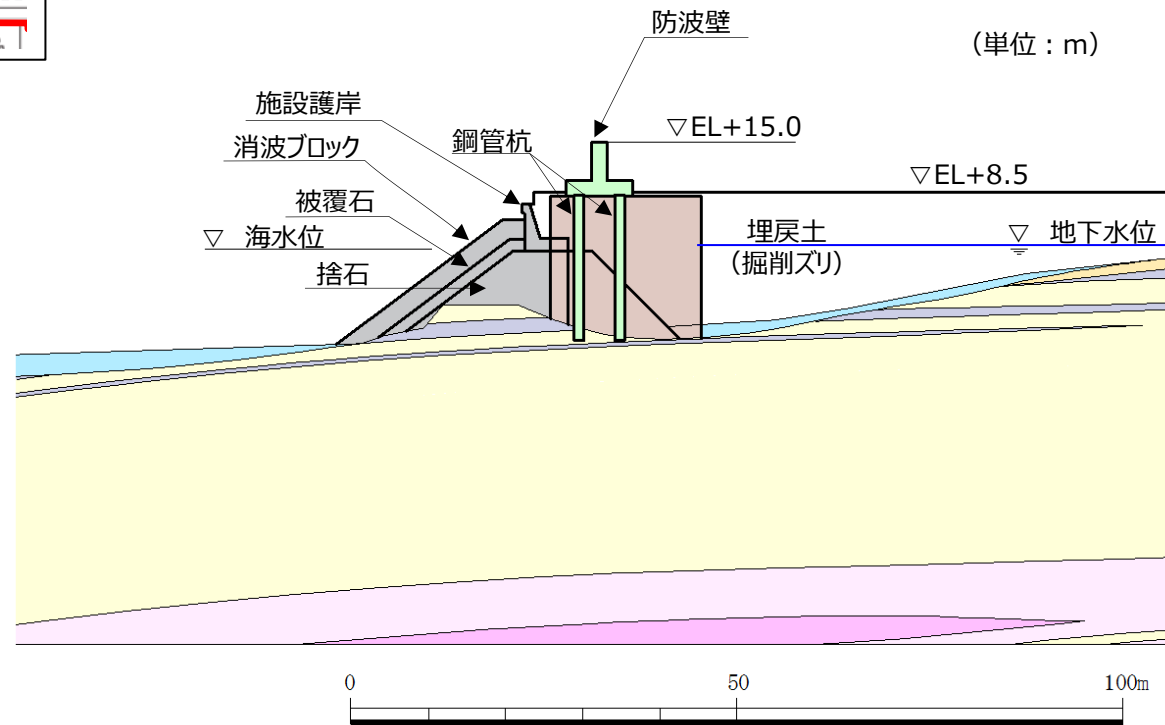 防波壁
（単位：m）
施設護岸
消波ブロック
鋼管杭
▽EL+15.0
被覆石
▽EL+8.5
▽ 海水位
埋戻土
（掘削ズリ）
▽ 地下水位
捨石
0 50 100m